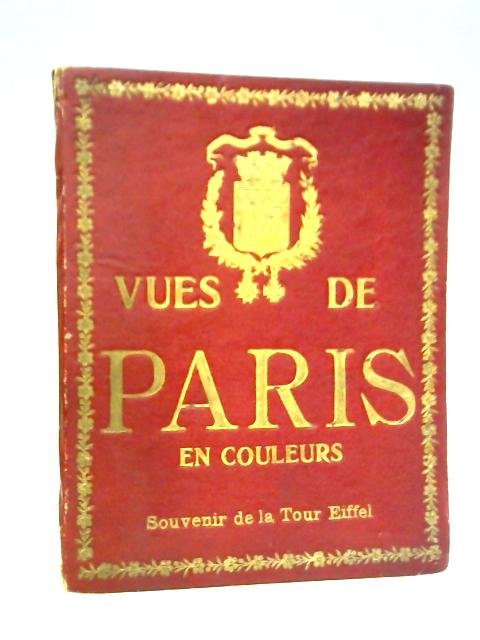 VUES DE
PARIS
EN COULEURS
Souvenir de la Tour Eiffel